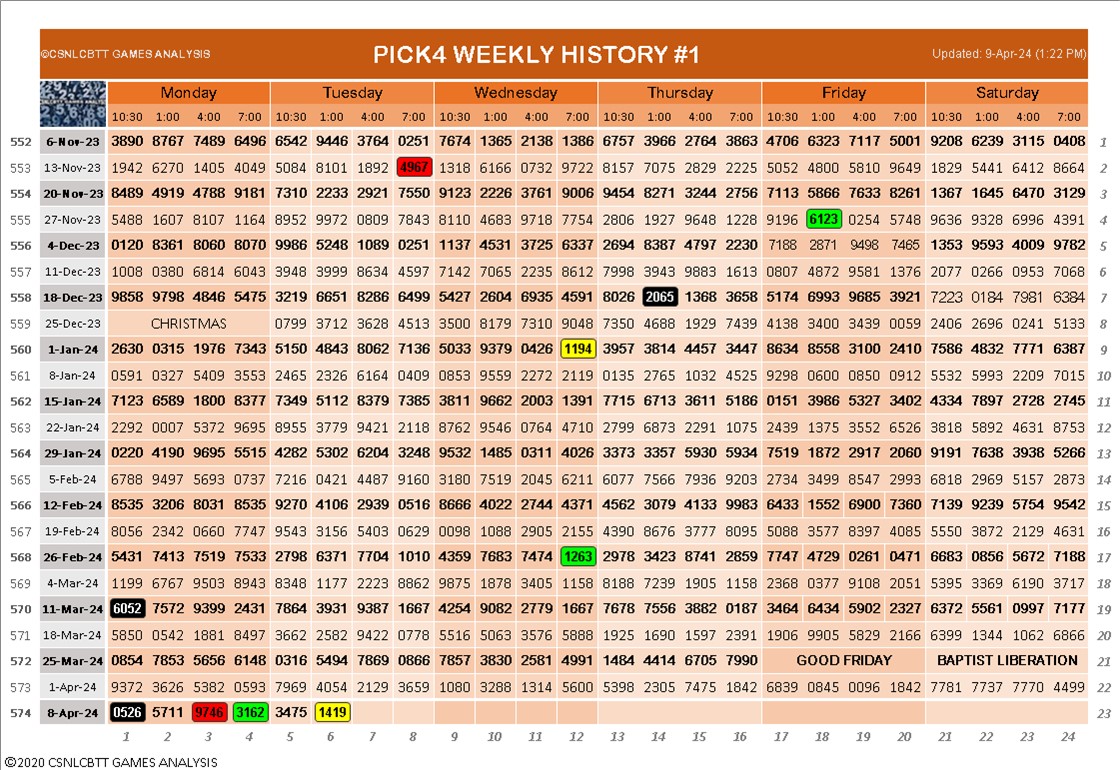 ©CSNLCBTT GAMES ANALYSIS PICK4 WEEKLY HISTORY #1 Updated: 9-Apr-24 (1:22 PM)
Monday Tuesday Wednesday Thursday Friday Saturday
10:30 1:00 4:00 7:00 10:30 1:00 4:00 7:00 10:30 1:00 4:00 7:00 10:30 1:00 4:00 7:00 10:30 1:00 4:00 7:00 10:30 1:00 4:00 7:00
552 6-Nov-23 3890 8767 7489 6496 6542 9446 3764 0251 7674 1365 2138 1386 6757 3966 2764 3863 4706 6323 7117 5001 9208 6239 3115 0408 1
553 13-Nov-23 1942 6270 1405 4049 5084 8101 1892 4967 1318 6166 0732 9722 8157 7075 2829 2225 5052 4800 5810 9649 1829 5441 6412 8664 2
554 20-Nov-23 8489 4919 4788 9181 7310 2233 2921 7550 9123 2226 3761 9006 9454 8271 3244 2756 7113 5866 7633 8261 1367 1645 6470 3129 3
555 27-Nov-23 5488 1607 8107 1164 8952 9972 0809 7843 8110 4683 9718 7754 2806 1927 9648 1228 9196 6123 0254 5748 9636 9328 6996 4391 4
556 4-Dec-23 0120 8361 8060 8070 9986 5248 1089 0251 1137 4531 3725 6337 2694 8387 4797 2230 7188 2871 9498 7465 1353 9593 4009 9782 5
557 11-Dec-23 1008 0380 6814 6043 3948 3999 8634 4597 7142 7065 2235 8612 7998 3943 9883 1613 0807 4872 9581 1376 2077 0266 0953 7068 6
558 18-Dec-23 9858 9798 4846 5475 3219 6651 8286 6499 5427 2604 6935 4591 8026 2065 1368 3658 5174 6993 9685 3921 7223 0184 7981 6384 7
559 25-Dec-23 CHRISTMAS 0799 3712 3628 4513 3500 8179 7310 9048 7350 4688 1929 7439 4138 3400 3439 0059 2406 2696 0241 5133 8
560 1-Jan-24 2630 0315 1976 7343 5150 4843 8062 7136 5033 9379 0426 1194 3957 3814 4457 3447 8634 8558 3100 2410 7586 4832 7771 6387 9
561 8-Jan-24 0591 0327 5409 3553 2465 2326 6164 0409 0853 9559 2272 2119 0135 2765 1032 4525 9298 0600 0850 0912 5532 5993 2209 7015 10
562 15-Jan-24 7123 6589 1800 8377 7349 5112 8379 7385 3811 9662 2003 1391 7715 6713 3611 5186 0151 3986 5327 3402 4334 7897 2728 2745 11
563 22-Jan-24 2292 0007 5372 9695 8955 3779 9421 2118 8762 9546 0764 4710 2799 6873 2291 1075 2439 1375 3552 6526 3818 5892 4631 8753 12
564 29-Jan-24 0220 4190 9695 5515 4282 5302 6204 3248 9532 1485 0311 4026 3373 3357 5930 5934 7519 1872 2917 2060 9191 7638 3938 5266 13
565 5-Feb-24 6788 9497 5693 0737 7216 0421 4487 9160 3180 7519 2045 6211 6077 7566 7936 9203 2734 3499 8547 2993 6818 2969 5157 2873 14
566 12-Feb-24 8535 3206 8031 8535 9270 4106 2939 0516 8666 4022 2744 4371 4562 3079 4133 9983 6433 1552 6900 7360 7139 9239 5754 9542 15
567 19-Feb-24 8056 2342 0660 7747 9543 3156 5403 0629 0098 1088 2905 2155 4390 8676 3777 8095 5088 3577 8397 4085 5550 3872 2129 4631 16
568 26-Feb-24 5431 7413 7519 7533 2798 6371 7704 1010 4359 7683 7474 1263 2978 3423 8741 2859 7747 4729 0261 0471 6683 0856 5672 7188 17
569 4-Mar-24 1199 6767 9503 8943 8348 1177 2223 8862 9875 1878 3405 1158 8188 7239 1905 1158 2368 0377 9108 2051 5395 3369 6190 3717 18
570 11-Mar-24 6052 7572 9399 2431 7864 3931 9387 1667 4254 9082 2779 1667 7678 7556 3882 0187 3464 6434 5902 2327 6372 5561 0997 7177 19
571 18-Mar-24 5850 0542 1881 8497 3662 2582 9422 0778 5516 5063 3576 5888 1925 1690 1597 2391 1906 9905 5829 2166 6399 1344 1062 6866 20
572 25-Mar-24 0854 7853 5656 6148 0316 5494 7869 0866 7857 3830 2581 4991 1484 4414 6705 7990 GOOD FRIDAY BAPTIST LIBERATION 21
573 1-Apr-24 9372 3626 5382 0593 7969 4054 2129 3659 1080 3288 1314 5600 5398 2305 7475 1842 6839 0845 0096 1842 7781 7737 7770 4499 22
574 8-Apr-24 0526 5711 9746 3162 3475 1419 23
1 2 3 4 5 6 7 8 9 10 11 12 13 14 15 16 17 18 19 20 21 22 23 24
©2020 CSNLCBTT GAMES ANALYSIS